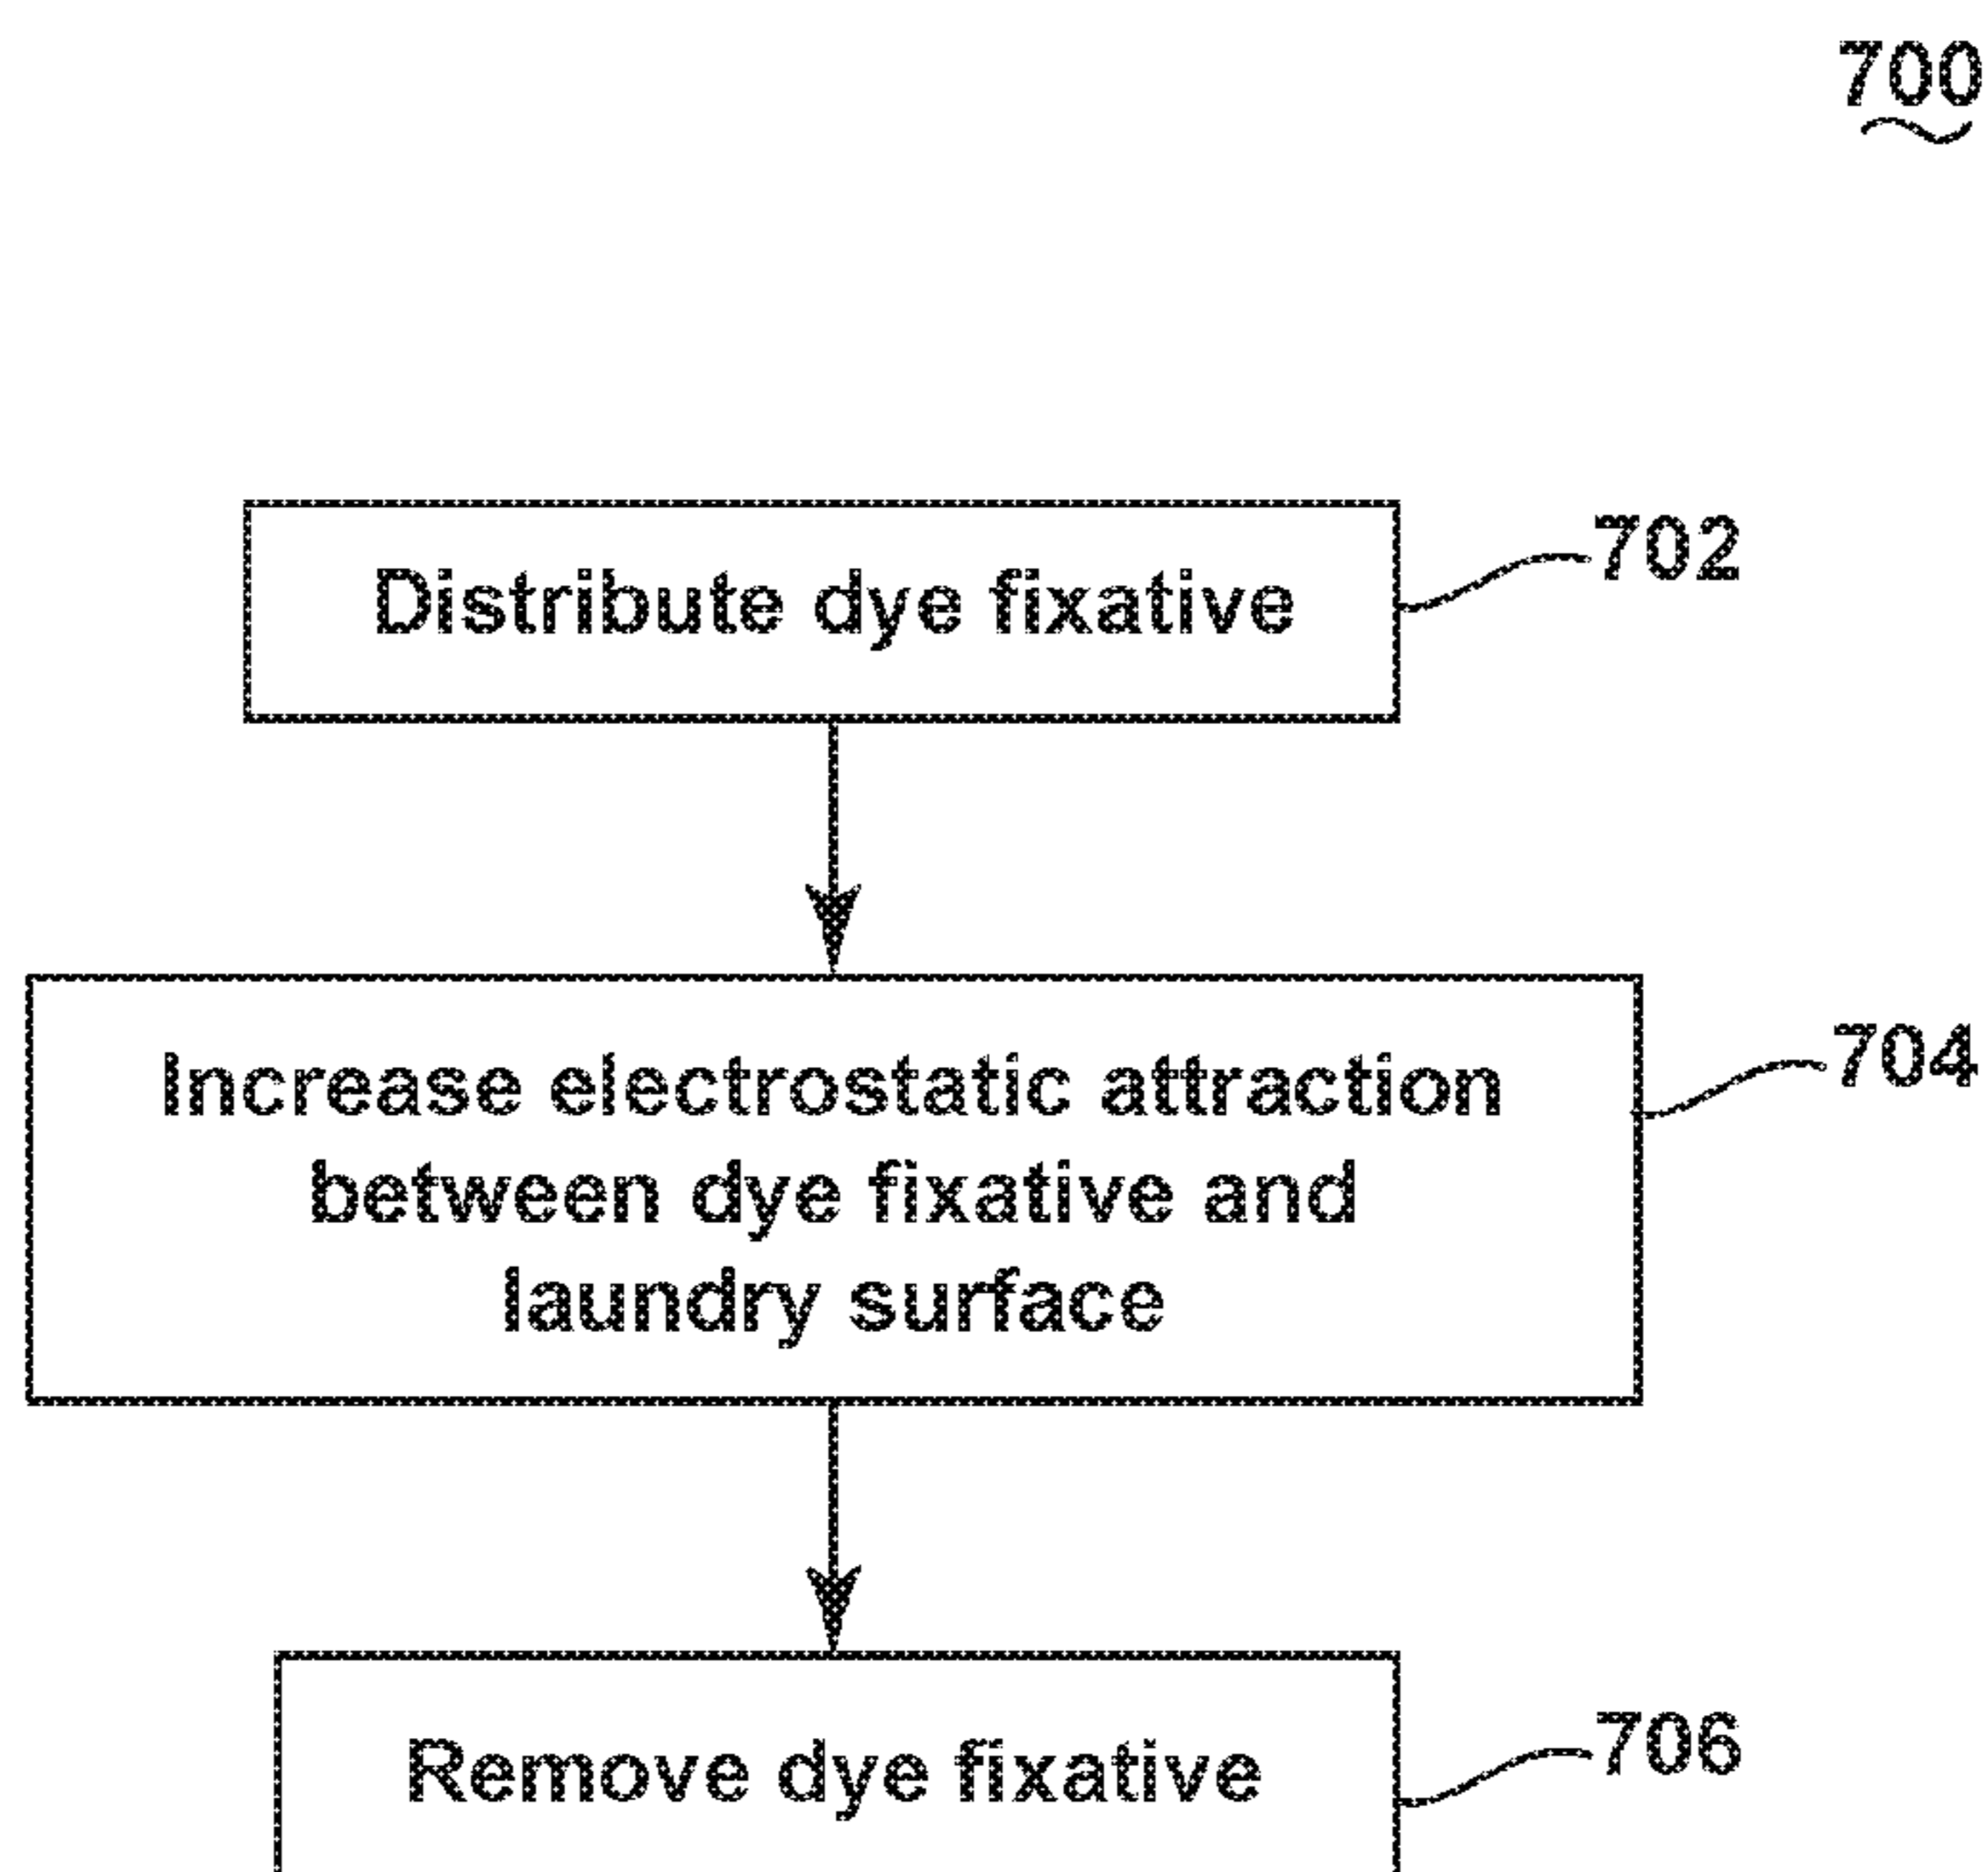 700
Distribute dye fixative
702
Increase electrostatic attraction
between dye fixative and
laundry surface
704
Remove dye fixative
706